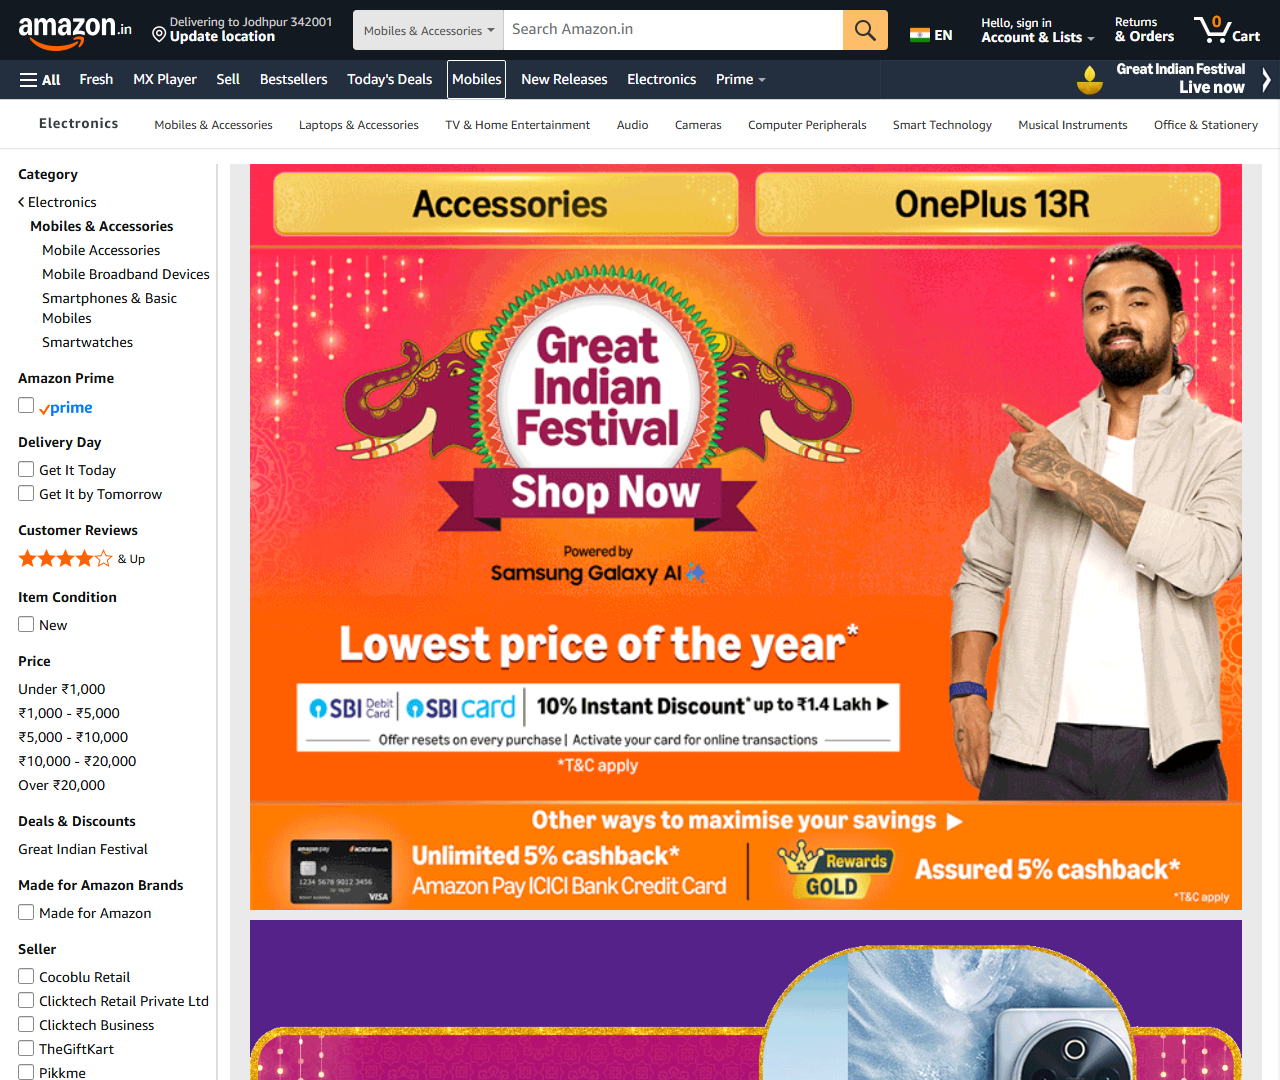 amazon.in
Delivering to Jodhpur 342001
Update location
Mobiles & Accessories
Search Amazon.in
EN
Hello, sign in
Account & Lists
Returns
& Orders
0
Cart
All
Fresh
MX Player
Sell
Bestsellers
Today's Deals
Mobiles
New Releases
Electronics
Prime
Great Indian Festival
Live now
Electronics
Mobiles & Accessories
Laptops & Accessories
TV & Home Entertainment
Audio
Cameras
Computer Peripherals
Smart Technology
Musical Instruments
Office & Stationery
Category
Electronics
Mobiles & Accessories
Mobile Accessories
Mobile Broadband Devices
Smartphones & Basic
Mobiles
Smartwatches
Amazon Prime
prime
Delivery Day
Get It Today
Get It by Tomorrow
Customer Reviews
& Up
Item Condition
New
Price
Under ₹1,000
₹1,000 - ₹5,000
₹5,000 - ₹10,000
₹10,000 - ₹20,000
Over ₹20,000
Deals & Discounts
Great Indian Festival
Made for Amazon Brands
Made for Amazon
Seller
Cocoblu Retail
Clicktech Retail Private Ltd
Clicktech Business
TheGiftKart
Pikkme
Accessories
OnePlus 13R
Great
Indian
Festival
Shop Now
Powered by
Samsung Galaxy AI
Lowest price of the year*
SBI Debit Card
SBI card
10% Instant Discount* up to ₹1.4 Lakh ▶
Offer resets on every purchase | Activate your card for online transactions
*T&C apply
Other ways to maximise your savings ▶
amazon pay
ICICI Bank
1234 5678 9012 3456
VISA
Unlimited 5% cashback*
Amazon Pay ICICI Bank Credit Card
Rewards
GOLD
Assured 5% cashback*
*T&C apply